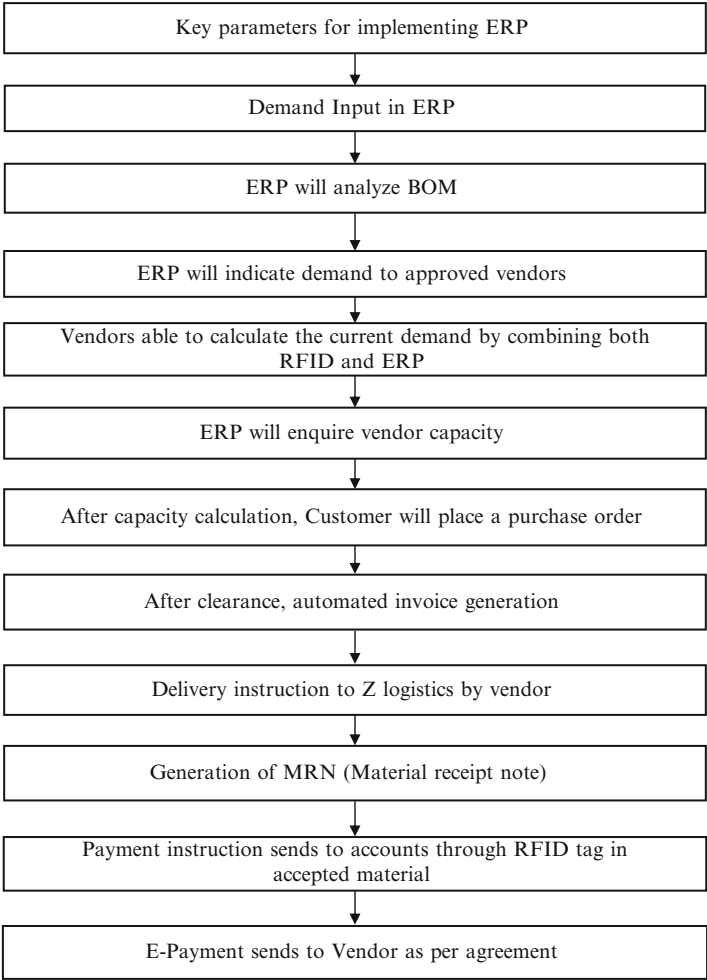 Key parameters for implementing ERP
Demand Input in ERP
ERP will analyze BOM
ERP will indicate demand to approved vendors
Vendors able to calculate the current demand by combining both
RFID and ERP
ERP will enquire vendor capacity
After capacity calculation, Customer will place a purchase order
After clearance, automated invoice generation
Delivery instruction to Z logistics by vendor
Generation of MRN (Material receipt note)
Payment instruction sends to accounts through RFID tag in
accepted material
E-Payment sends to Vendor as per agreement